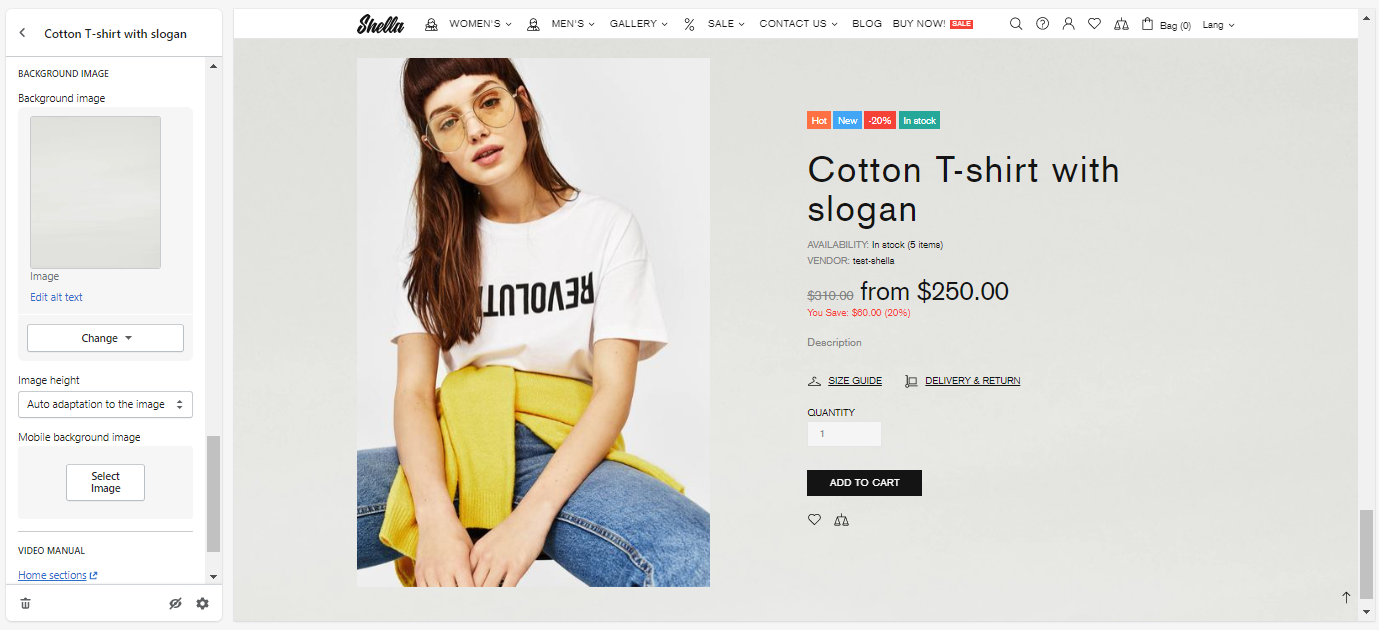 Cotton T-shirt with slogan
BACKGROUND IMAGE
Background image
Image
Edit alt text
Change
Image height
Auto adaptation to the image
Mobile background image
Select
Image
VIDEO MANUAL
Home sections
Shella WOMEN'S MEN'S GALLERY % SALE CONTACT US BLOG BUY NOW! SALE Bag (0) Lang
REVOLUTI
Hot New -20% In stock
Cotton T-shirt with
slogan
AVAILABILITY: In stock (5 items)
VENDOR: test-shella
$310.00 from $250.00
You Save: $60.00 (20%)
Description
SIZE GUIDE DELIVERY & RETURN
QUANTITY
1
ADD TO CART